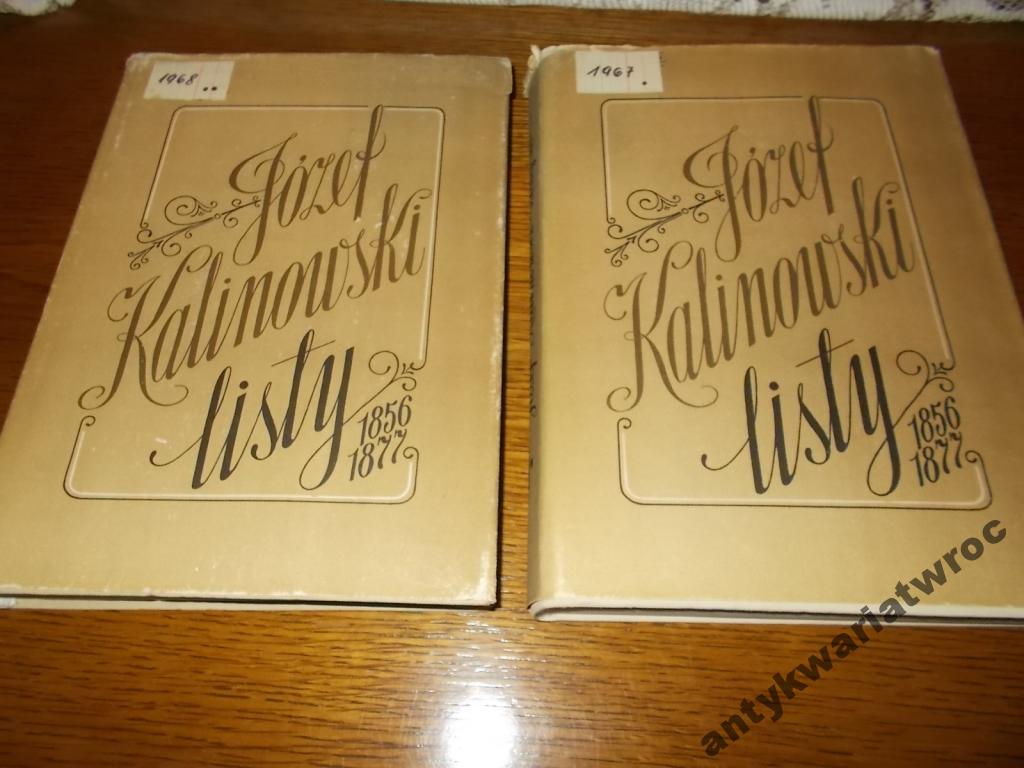 1968 ..
Józef
Kalinowski
listy
1856
1877
1967 .
Józef
Kalinowski
listy
1856
1877
antykwariatwroc